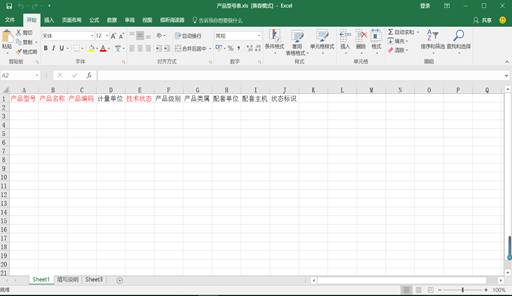 产品型号表.xls [兼容模式] - Excel
登录
文件 开始 插入 页面布局 公式 数据 审阅 视图 告诉我你想要做什么 共享
粘贴 剪切 复制 格式刷
宋体 12 自动换行 常规
合并后居中
条件格式 套用表格格式 单元格样式 插入 删除 格式
自动求和 填充 清除 排序和筛选 查找和选择
剪贴板 字体 对齐方式 数字 样式 单元格 编辑
A2 fx
A B C D E F G H I J K L M N O P Q
1 产品型号 产品名称 产品编码 计量单位 技术状态 产品级别 产品类属 配套单位 配套主机 状态标识
2
3
4
5
6
7
8
9
10
11
12
13
14
15
16
17
18
19
20
21
Sheet1 填写说明 Sheet3
就绪 100%